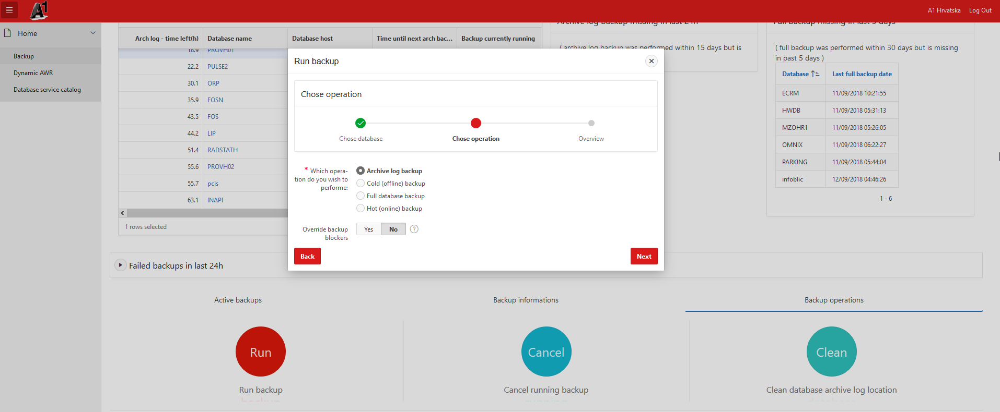 A1
A1 Hrvatska
Log Out
Home
Backup
Dynamic AWR
Database service catalog
Arch log - time left(h)
Database name
Database host
Time until next arch bac...
Backup currently running
18.9 PROVH01
22.2 PULSE2
30.1 ORP
35.9 FOSN
43.5 FOS
44.2 LIP
51.4 RADSTATH
55.6 PROVH02
55.7 pcis
63.1 INAPI
1 rows selected
Archive log backup missing in last 24h
( archive log backup was performed within 15 days but is
Full backup missing in last 5 days
( full backup was performed within 30 days but is missing
in past 5 days )
Database
Last full backup date
ECRM 11/09/2018 10:21:55
HWDB 11/09/2018 05:31:13
MZOHR1 11/09/2018 05:26:05
OMNIX 11/09/2018 06:22:27
PARKING 11/09/2018 05:44:04
infoblic 12/09/2018 04:46:26
1 - 6
Run backup
Chose operation
Chose database
Chose operation
Overview
* Which opera-
tion do you wish to
performe:
Archive log backup
Cold (offline) backup
Full database backup
Hot (online) backup
Override backup
blockers
Yes
No
?
Back
Next
Failed backups in last 24h
Active backups
Backup informations
Backup operations
Run
Cancel
Clean
Run backup
Cancel running backup
Clean database archive log location
backup
running
database